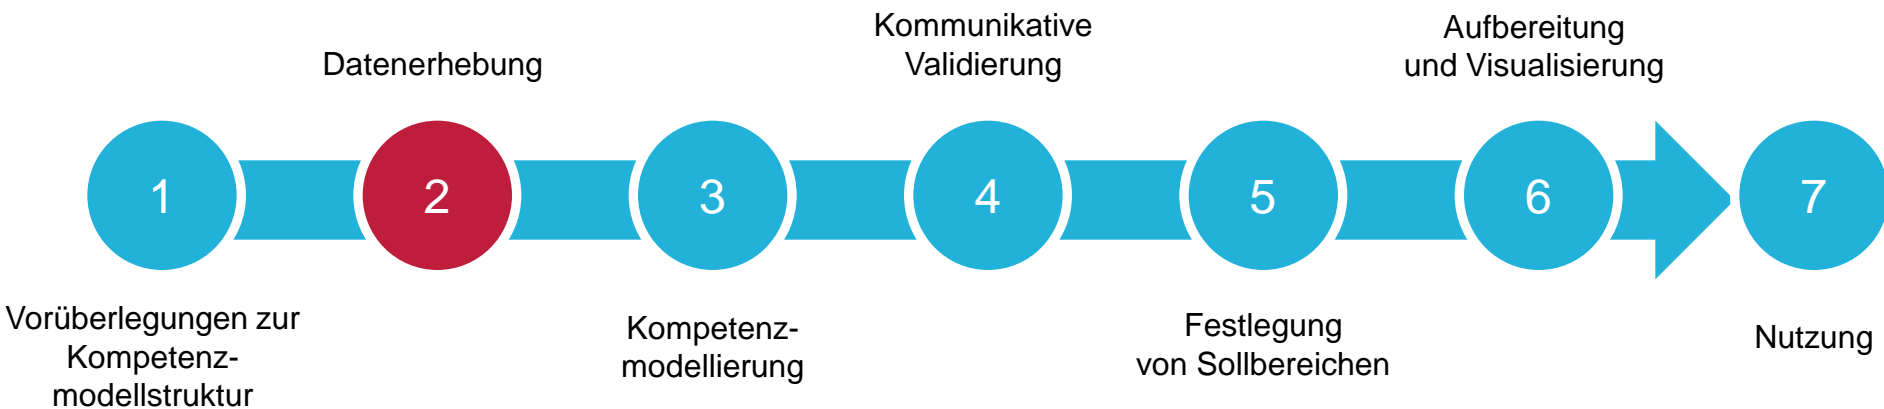 Kommunikative
Validierung
Aufbereitung
und Visualisierung
Datenerhebung
1
2
3
4
5
6
7
Vorüberlegungen zur
Kompetenz-
modellstruktur
Kompetenz-
modellierung
Festlegung
von Sollbereichen
Nutzung